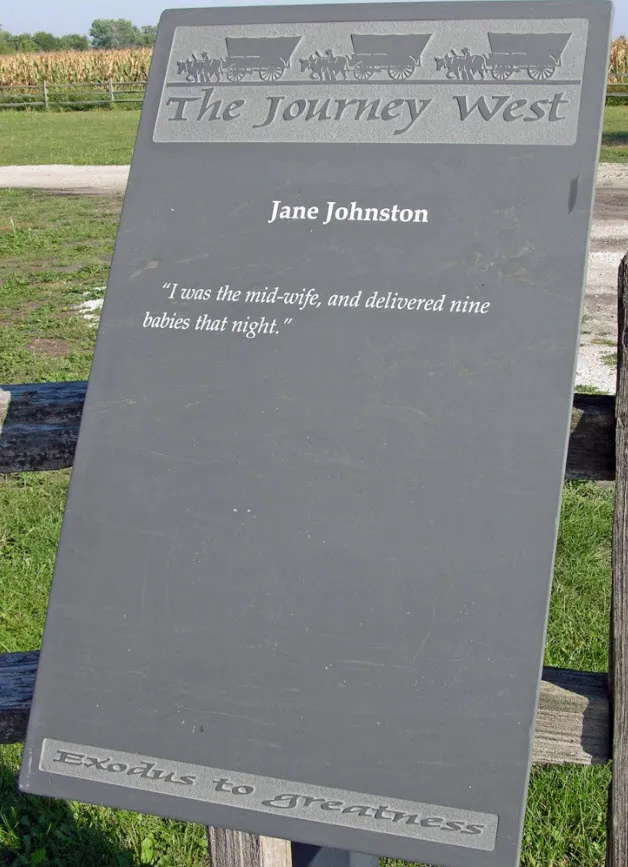 The Journey West
Jane Johnston
"I was the mid-wife, and delivered nine
babies that night."
Exodus to greatness